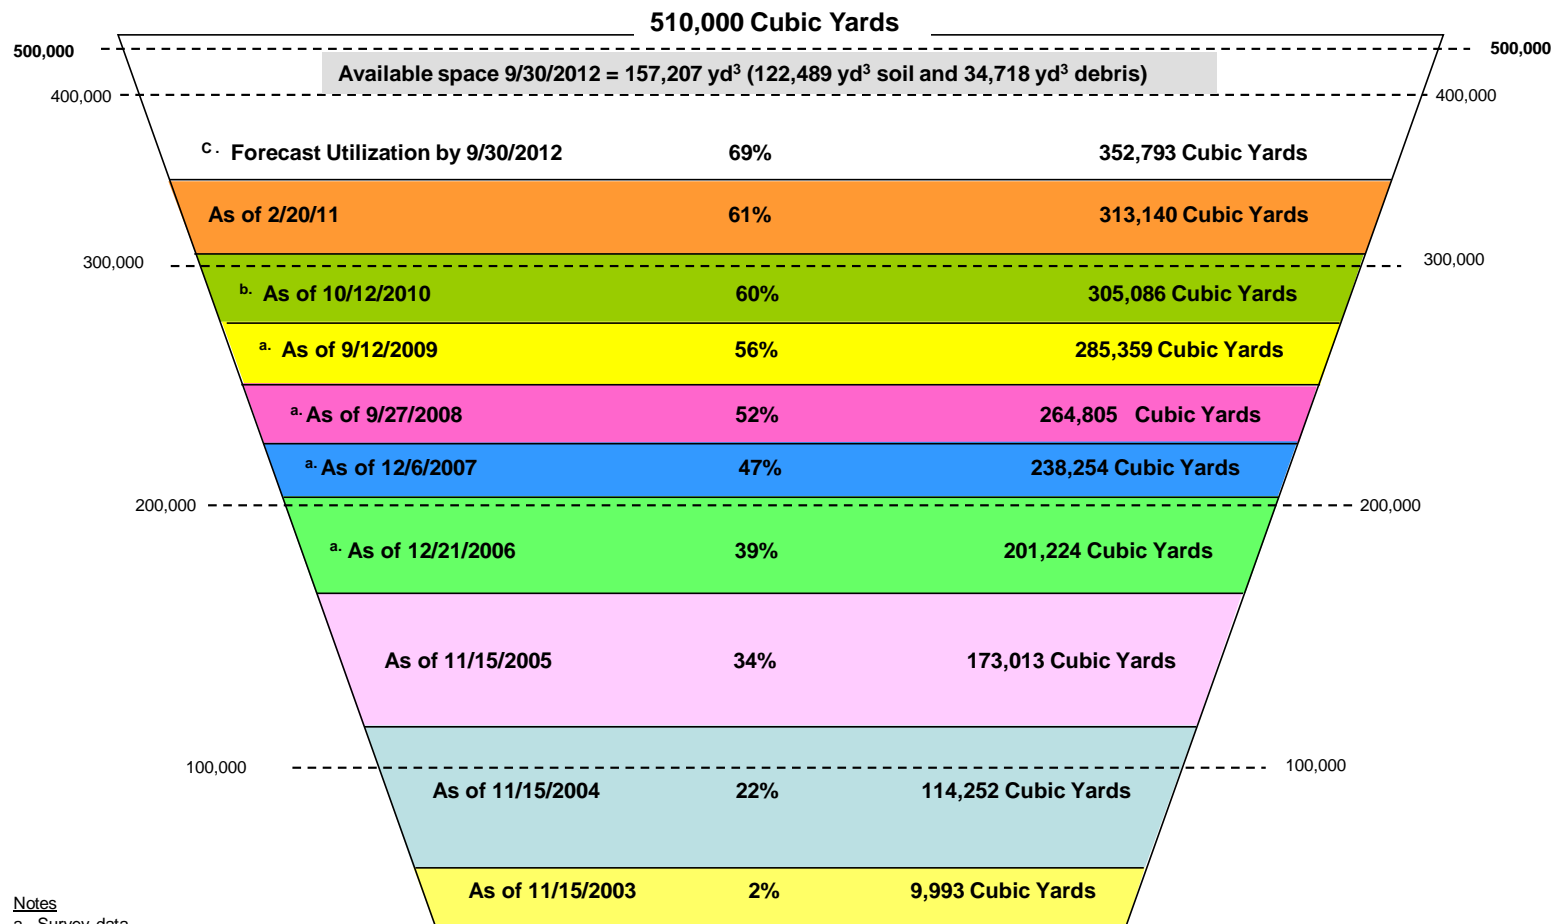 510,000 Cubic Yards
500,000 500,000
Available space 9/30/2012 = 157,207 yd³ (122,489 yd³ soil and 34,718 yd³ debris)
400,000 400,000
C. Forecast Utilization by 9/30/2012 69% 352,793 Cubic Yards
As of 2/20/11 61% 313,140 Cubic Yards
300,000 300,000
b. As of 10/12/2010 60% 305,086 Cubic Yards
a. As of 9/12/2009 56% 285,359 Cubic Yards
a. As of 9/27/2008 52% 264,805 Cubic Yards
a. As of 12/6/2007 47% 238,254 Cubic Yards
200,000 200,000
a. As of 12/21/2006 39% 201,224 Cubic Yards
As of 11/15/2005 34% 173,013 Cubic Yards
100,000 100,000
As of 11/15/2004 22% 114,252 Cubic Yards
As of 11/15/2003 2% 9,993 Cubic Yards
Notes
a. Survey data